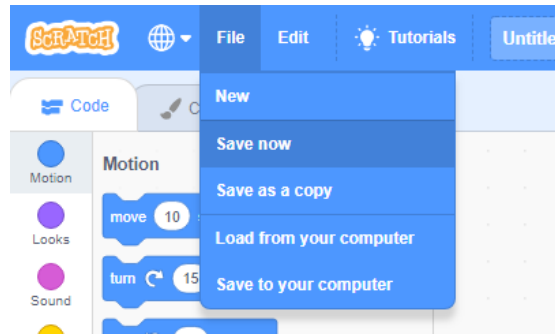 SCRATCH File Edit Tutorials Untitle
Code C
New
Save now
Save as a copy
Load from your computer
Save to your computer
Motion
Looks
Sound
Motion
move 10
turn 15